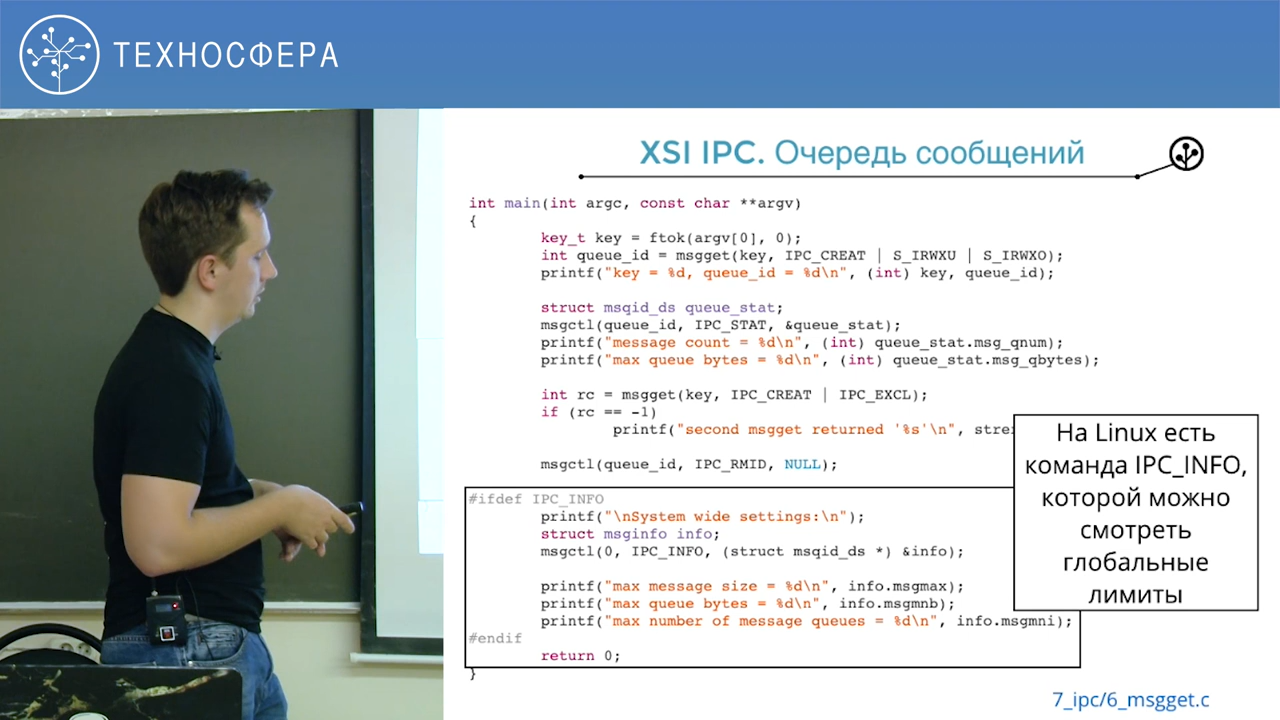 ТЕХНОСФЕРА
XSI IPC. Очередь сообщений
int main(int argc, const char **argv)
{
key_t key = ftok(argv[0], 0);
int queue_id = msgget(key, IPC_CREAT | S_IRWXU | S_IRWXO);
printf("key = %d, queue_id = %d\n", (int) key, queue_id);
struct msqid_ds queue_stat;
msgctl(queue_id, IPC_STAT, &queue_stat);
printf("message count = %d\n", (int) queue_stat.msg_qnum);
printf("max queue bytes = %d\n", (int) queue_stat.msg_qbytes);
int rc = msgget(key, IPC_CREAT | IPC_EXCL);
if (rc == -1)
printf("second msgget returned '%s'\n",
msgctl(queue_id, IPC_RMID, NULL);
#ifdef IPC_INFO
printf("\nSystem wide settings:\n");
struct msginfo info;
msgctl(0, IPC_INFO, (struct msqid_ds *) &info);
printf("max message size = %d\n", info.msgmax);
printf("max queue bytes = %d\n", info.msgmnb);
printf("max number of message queues = %d\n", info.msgmni);
#endif
return 0;
}
На Linux есть
команда IPC_INFO,
которой можно
смотреть
глобальные
лимиты
7_ipc/6_msgget.c